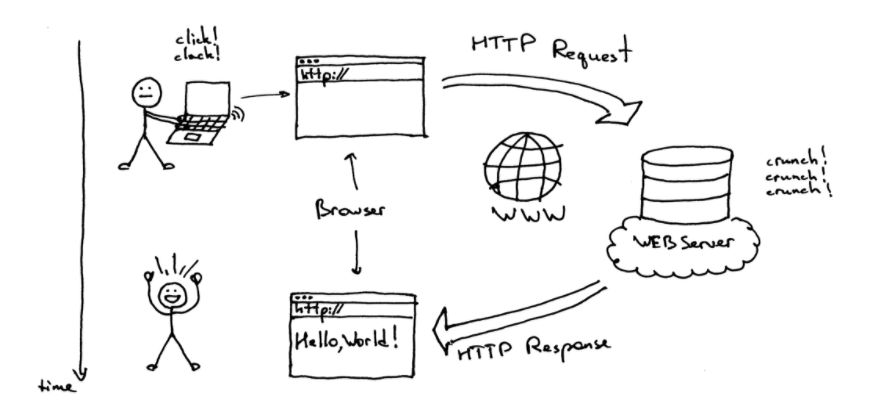 click!
clack!
http://
HTTP Request
WWW
crunch!
crunch!
crunch!
WEB Server
Browser
http://
Hello, World!
HTTP Response
time